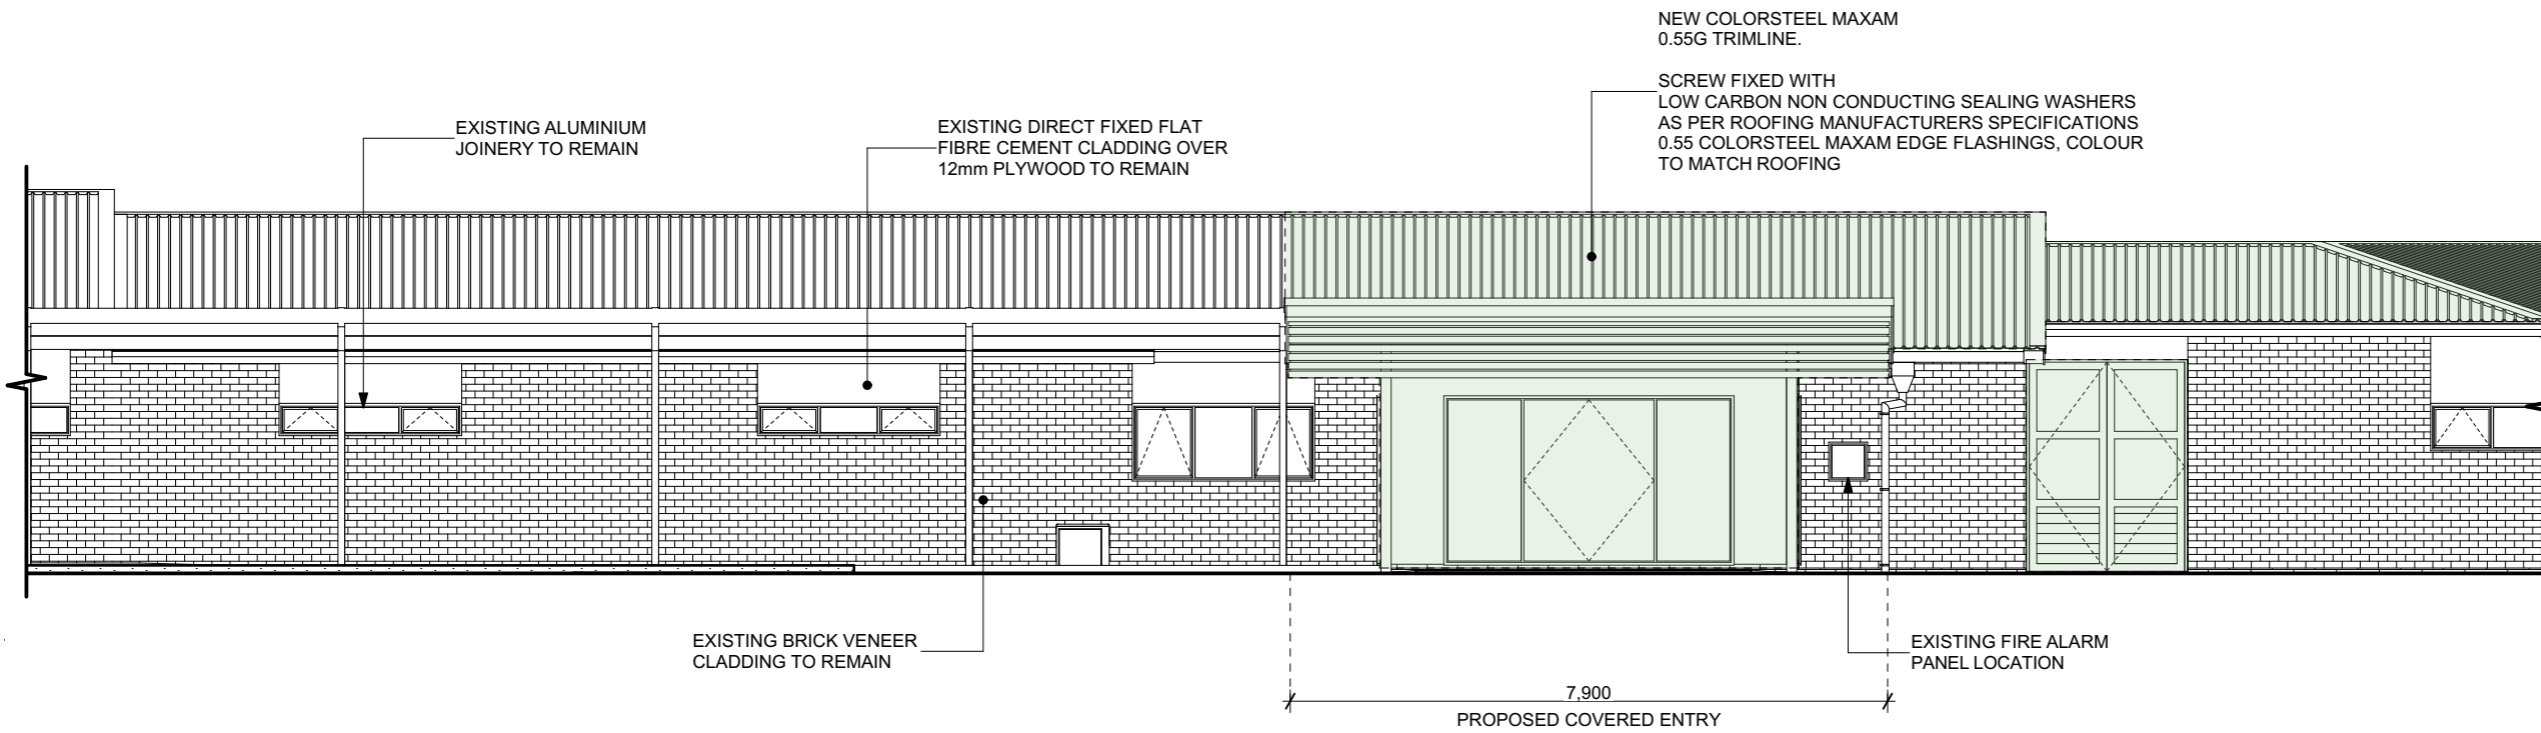 NEW COLORSTEEL MAXAM
0.55G TRIMLINE.
SCREW FIXED WITH
LOW CARBON NON CONDUCTING SEALING WASHERS
AS PER ROOFING MANUFACTURERS SPECIFICATIONS
0.55 COLORSTEEL MAXAM EDGE FLASHINGS, COLOUR
TO MATCH ROOFING
EXISTING ALUMINIUM
JOINERY TO REMAIN
EXISTING DIRECT FIXED FLAT
FIBRE CEMENT CLADDING OVER
12mm PLYWOOD TO REMAIN
EXISTING BRICK VENEER
CLADDING TO REMAIN
EXISTING FIRE ALARM
PANEL LOCATION
7,900
PROPOSED COVERED ENTRY